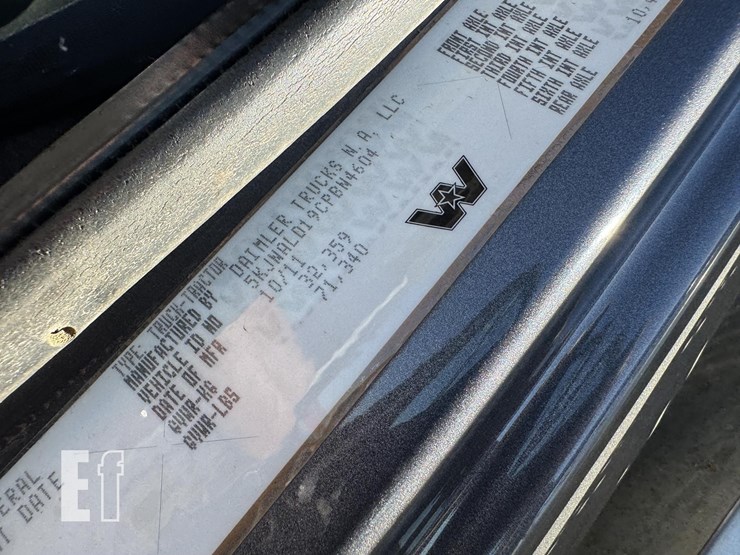 TYPE TRUCK-TRACTOR
MANUFACTURED BY DAIMLER TRUCKS N.A, LLC
VEHICLE ID NO 5KJNALD19CPBN4604
DATE OF MFR 10/11
GVWR-KG 32,359
GVWR-LBS 71,340
FRONT AXLE
FIRST INT AXLE
SECOND INT AXLE
THIRD INT AXLE
FOURTH INT AXLE
FIFTH INT AXLE
SIXTH INT AXLE
REAR AXLE
DATE
Ef